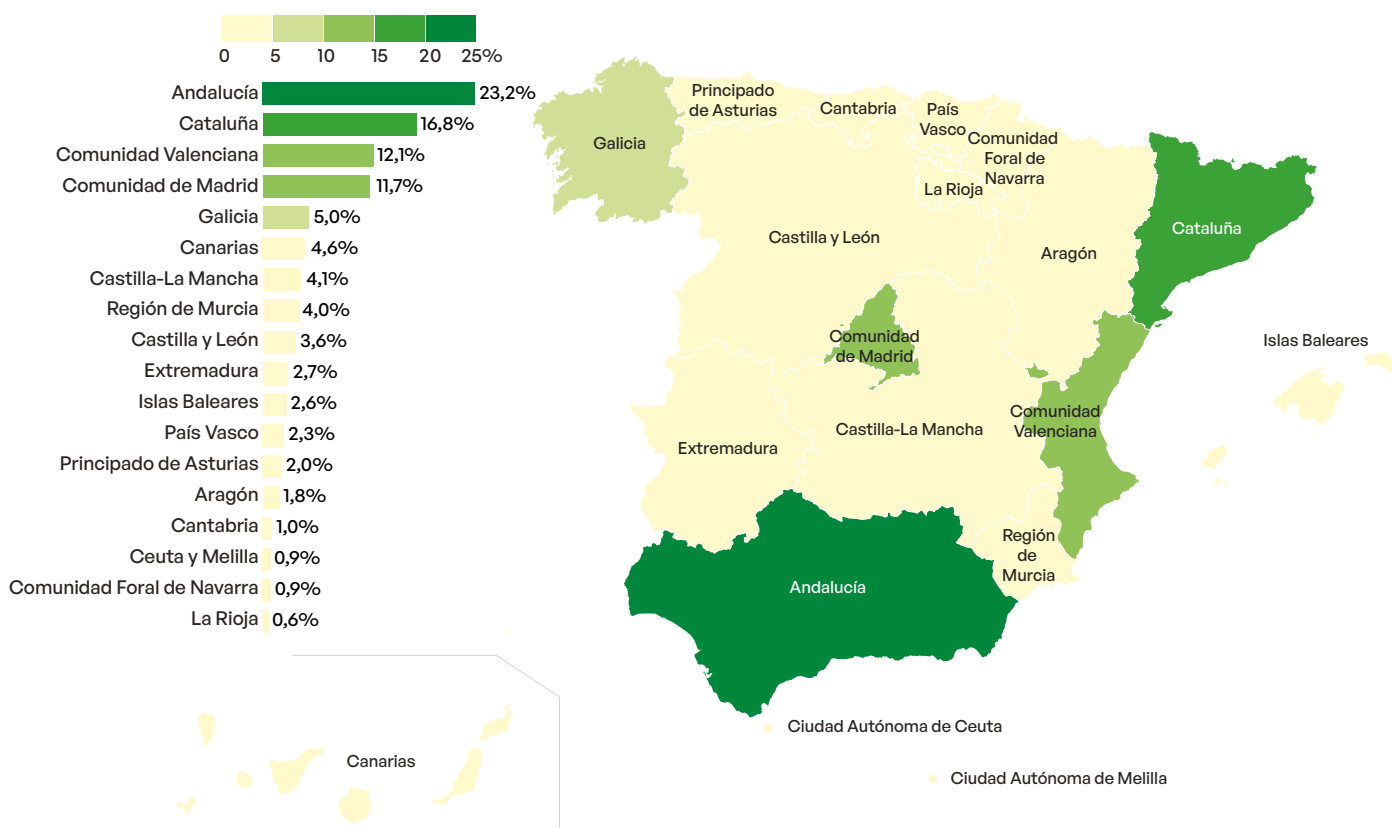 0 5 10 15 20 25%
Andalucía 23,2%
Cataluña 16,8%
Comunidad Valenciana 12,1%
Comunidad de Madrid 11,7%
Galicia 5,0%
Canarias 4,6%
Castilla-La Mancha 4,1%
Región de Murcia 4,0%
Castilla y León 3,6%
Extremadura 2,7%
Islas Baleares 2,6%
País Vasco 2,3%
Principado de Asturias 2,0%
Aragón 1,8%
Cantabria 1,0%
Ceuta y Melilla 0,9%
Comunidad Foral de Navarra 0,9%
La Rioja 0,6%
Galicia
Principado
de Asturias
Cantabria
País
Vasco
Comunidad
Foral de
Navarra
La Rioja
Castilla y León
Aragón
Cataluña
Comunidad
de Madrid
Islas Baleares
Comunidad
Valenciana
Castilla-La Mancha
Extremadura
Región
de
Murcia
Andalucía
Ciudad Autónoma de Ceuta
Canarias
Ciudad Autónoma de Melilla